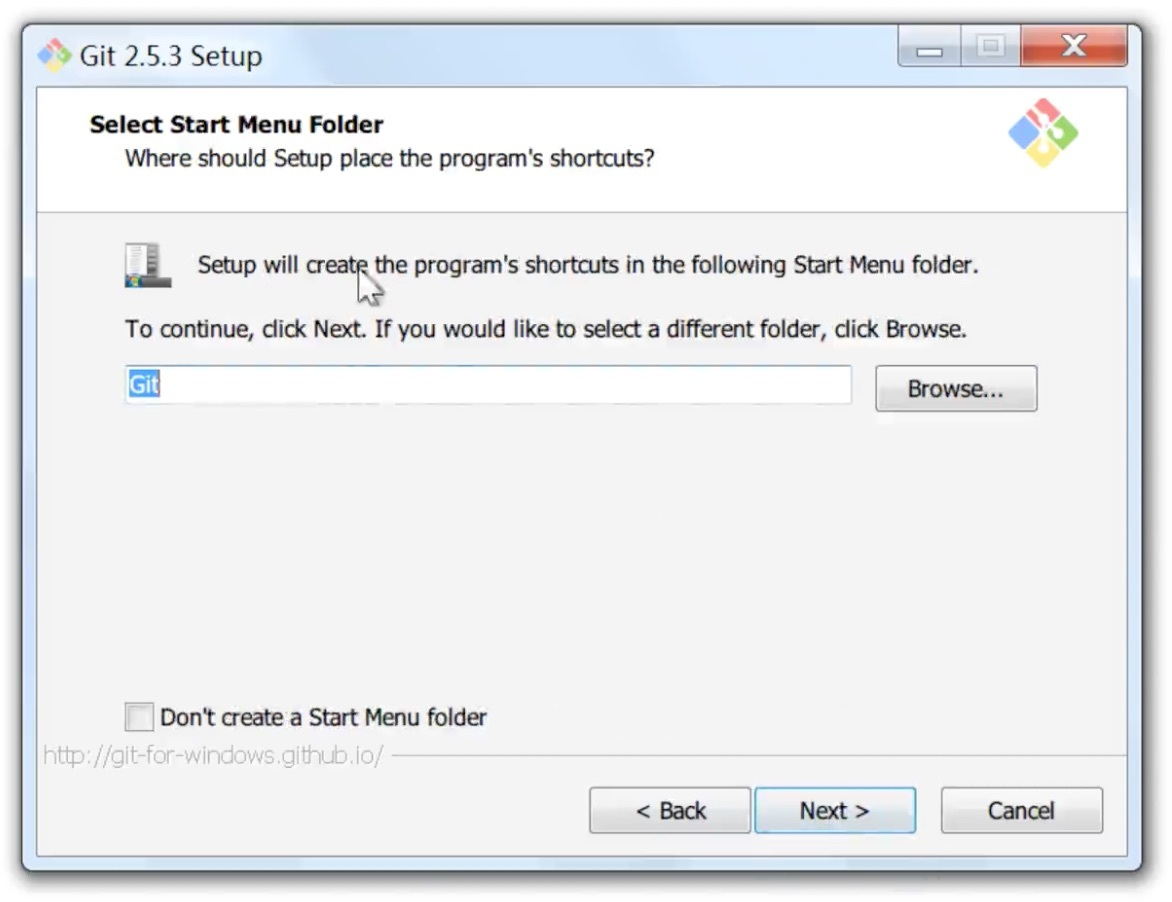 Git 2.5.3 Setup
Select Start Menu Folder
Where should Setup place the program's shortcuts?
Setup will create the program's shortcuts in the following Start Menu folder.
To continue, click Next. If you would like to select a different folder, click Browse.
Git
Browse...
Don't create a Start Menu folder
http://git-for-windows.github.io/
< Back
Next >
Cancel